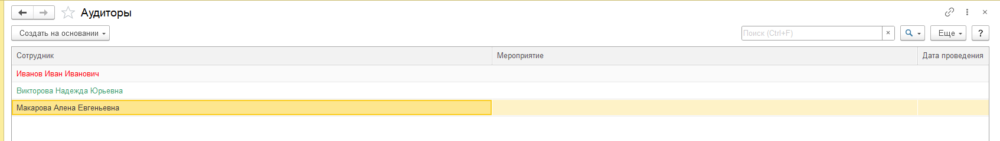 Аудиторы
Создать на основании
Поиск (Ctrl+F)
×
Еще
?
Сотрудник Мероприятие Дата проведения
Иванов Иван Иванович
Викторова Надежда Юрьевна
Макарова Алена Евгеньевна